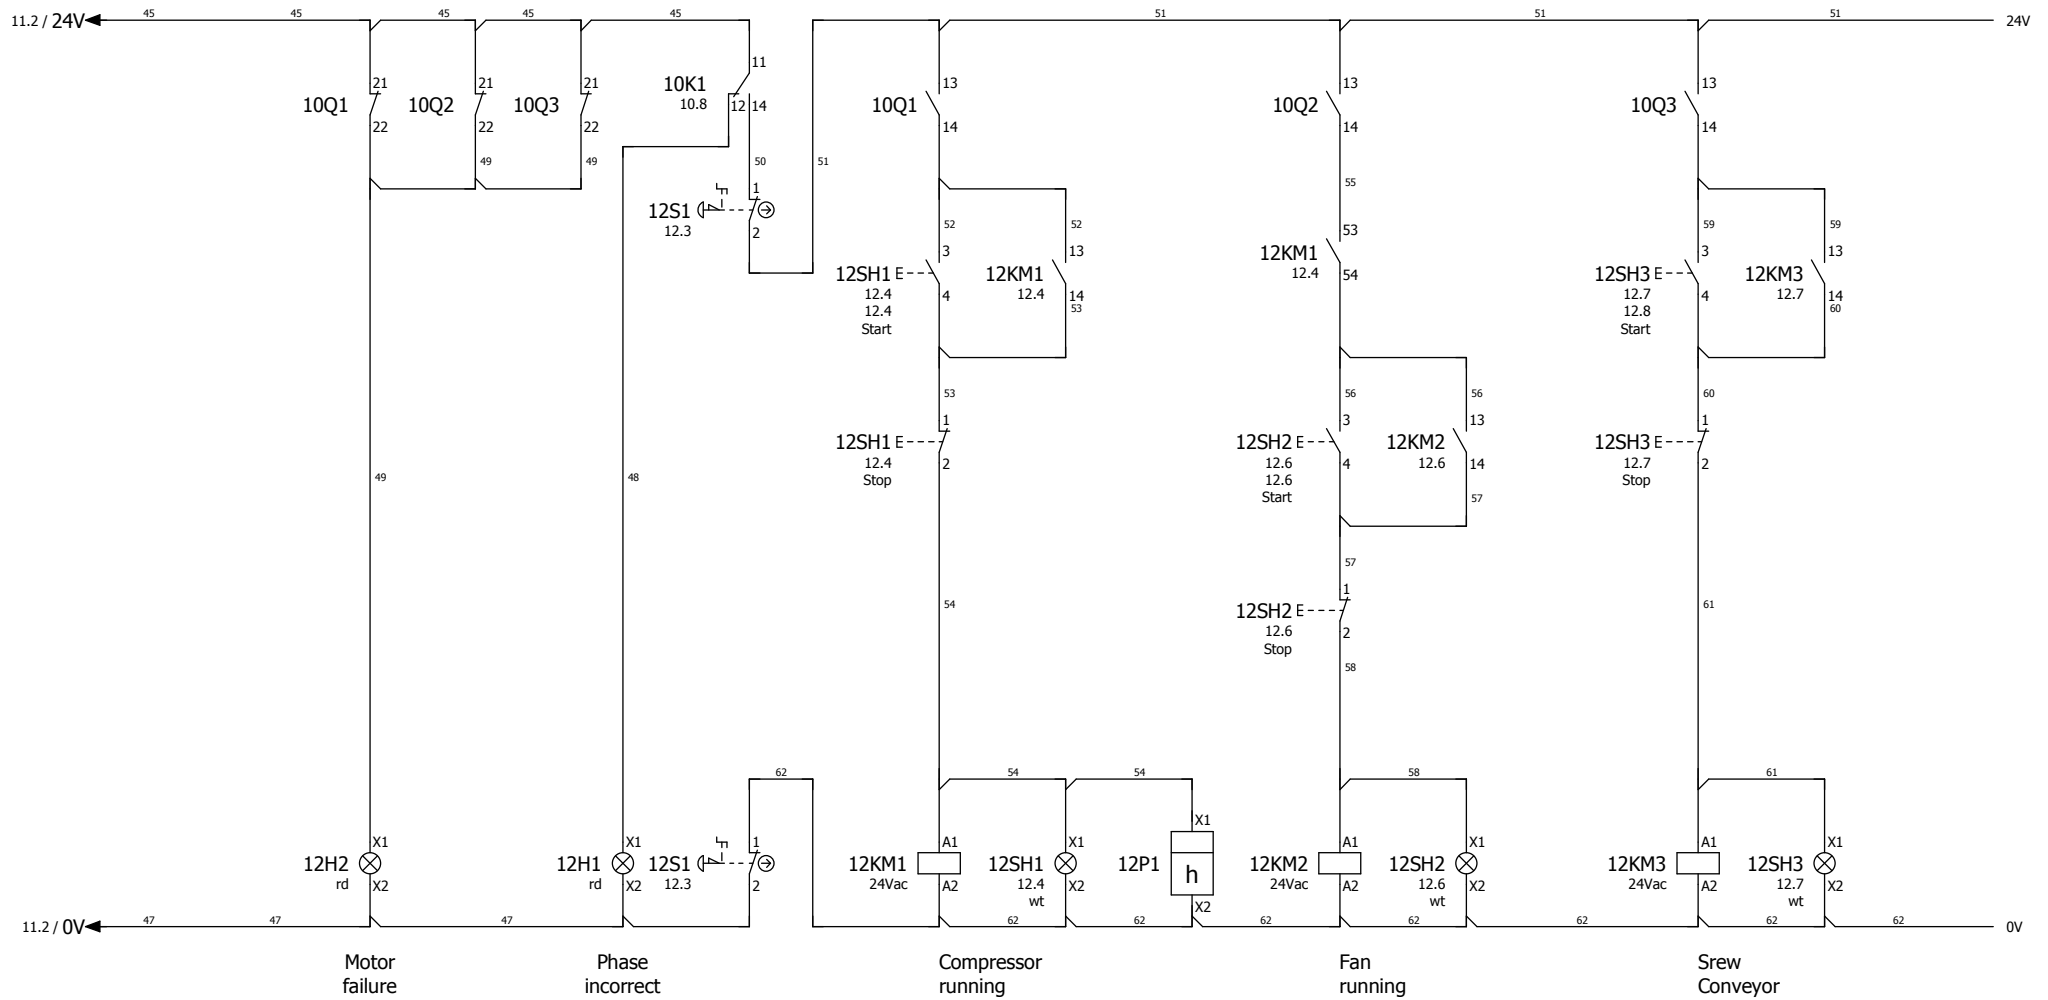 45 45 45 45 45 51 51 51
11.2 / 24V 24V
11
21 21 21 10K1 13 13 13
10Q1 10Q2 10Q3 10.8 12 14 10Q1 10Q2 10Q3
22 22 22 14 14 14
49 49 50 51
1 55
12S1
12.3 2
52 52 53 59 59
3 13 12KM1 3 13
12SH1 E 12KM1 12.4 54 12SH3 E 12KM3
12.4 4 12.4 14 12.7 4 12.7 14
12.4 53 12.8 60
Start Start
53 56 56 60
1 3 13 1
12SH1 E 12SH2 E 12KM2 12SH3 E
12.4 2 12.6 4 12.6 14 12.7 2
Stop 12.6 Stop
49 48 Start 57
57
54 1 61
12SH2 E
12.6 2
Stop
58
62 54 54 58 61
X1
X1 X1 1 A1 X1 A1 X1 A1 X1
12H2 12H1 12S1 12KM1 12SH1 12P1 h 12KM2 12SH2 12KM3 12SH3
rd X2 rd X2 12.3 2 24Vac A2 12.4 X2 24Vac A2 12.6 X2 24Vac A2 12.7 X2
wt X2 wt wt
47 47 47 62 62 62 62 62 62 62
11.2 / 0V 0V
Motor Phase Compressor Fan Srew
failure incorrect running running Conveyor